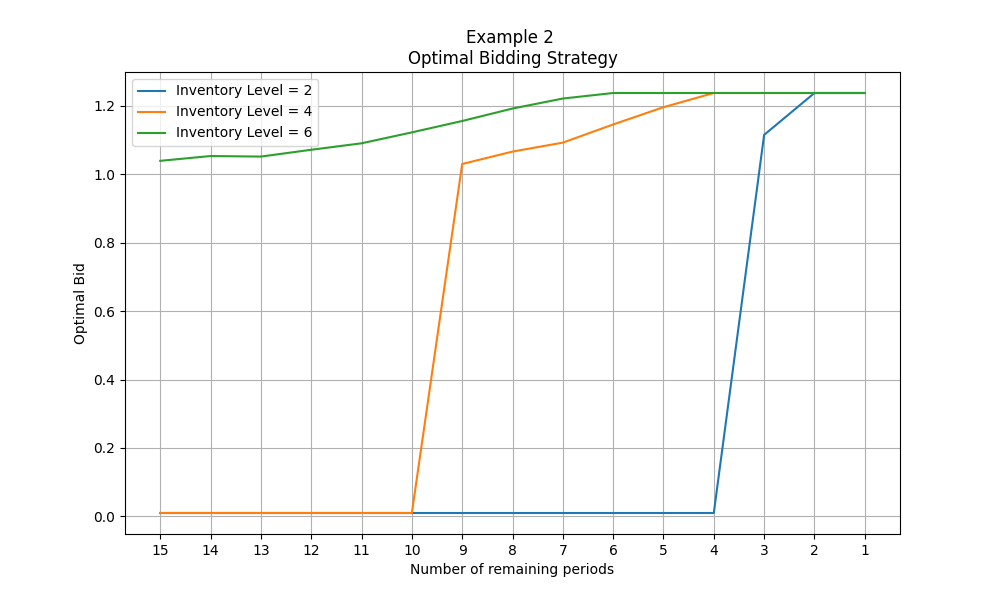 Example 2
Optimal Bidding Strategy
Inventory Level = 2
Inventory Level = 4
Inventory Level = 6
Optimal Bid
1.2
1.0
0.8
0.6
0.4
0.2
0.0
15 14 13 12 11 10 9 8 7 6 5 4 3 2 1
Number of remaining periods